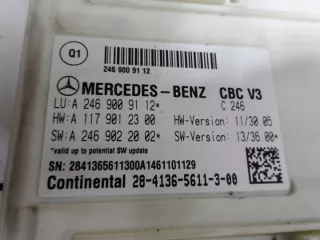 Q1
246 900 91 12
MERCEDES-BENZ CBC V3
LU:A 246 900 91 12* C 246
HW:A 117 901 23 00 HW-Version: 11/30 05
SW:A 246 902 20 02* SW-Version: 13/36 00*
*valid up to potential SW update
SN: 2841365611300A1461101129
Continental 28-4136-5611-3-00